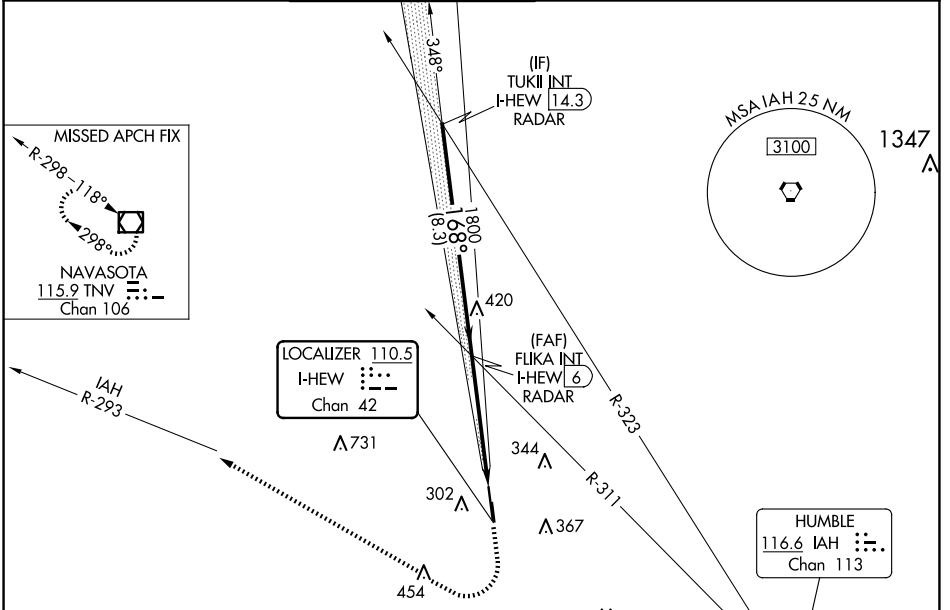 348°
(IF)
TUKII INT
I-HEW 14.3
RADAR
MSA IAH 25 NM
3100
1347
MISSED APCH FIX
R-298
118°
298°
NAVASOTA
115.9 TNV
Chan 106
1800
168°
(8.3)
420
(FAF)
FLIKA INT
I-HEW 6
RADAR
LOCALIZER 110.5
I-HEW
Chan 42
IAH
R-293
R-323
731
344
R-311
302
367
HUMBLE
116.6 IAH
Chan 113
454